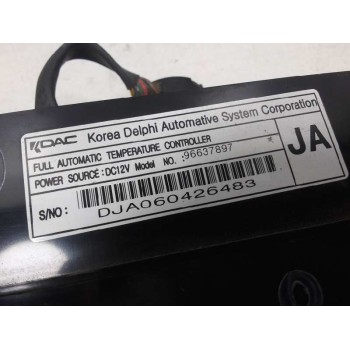 KDAC Korea Delphi Automotive System Corporation
FULL AUTOMATIC TEMPERATURE CONTROLLER
POWER SOURCE : DC12V Model NO. : 96637897
JA
S/NO :
DJA060426483